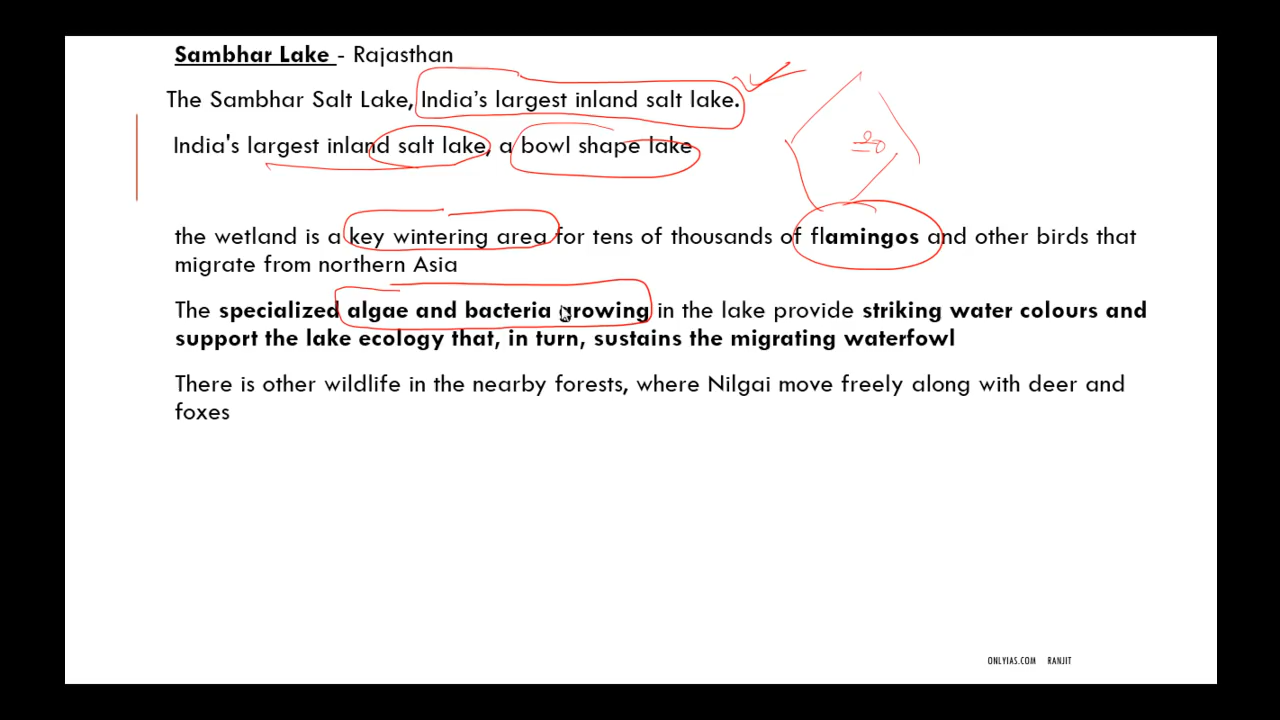 Sambhar Lake - Rajasthan
The Sambhar Salt Lake, India's largest inland salt lake.
India's largest inland salt lake, a bowl shape lake
the wetland is a key wintering area for tens of thousands of flamingos and other birds that
migrate from northern Asia
The specialized algae and bacteria growing in the lake provide striking water colours and
support the lake ecology that, in turn, sustains the migrating waterfowl
There is other wildlife in the nearby forests, where Nilgai move freely along with deer and
foxes
ONLYIAS.COM RANJIT